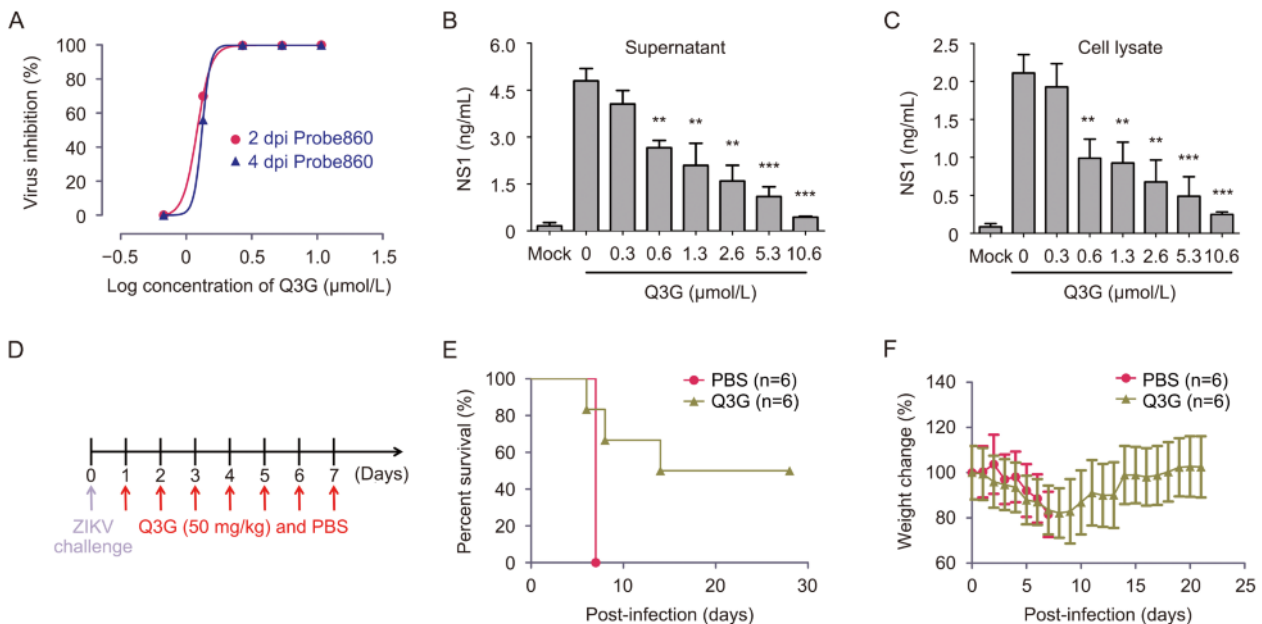 A
100
80
60
40
20
0
Virus inhibition (%)
2 dpi Probe860
4 dpi Probe860
−0.5
0
0.5
1.0
1.5
Log concentration of Q3G (μmol/L)
B
6.0
4.5
3.0
1.5
0
NS1 (ng/mL)
Supernatant
**
**
**
***
***
Mock 0 0.3 0.6 1.3 2.6 5.3 10.6
Q3G (μmol/L)
C
2.5
2.0
1.5
1.0
0.5
0
NS1 (ng/mL)
Cell lysate
**
**
**
***
***
Mock 0 0.3 0.6 1.3 2.6 5.3 10.6
Q3G (μmol/L)
D
0 1 2 3 4 5 6 7 (Days)
ZIKV
challenge
Q3G (50 mg/kg) and PBS
E
100
80
60
40
20
0
Percent survival (%)
PBS (n=6)
Q3G (n=6)
0 10 20 30
Post-infection (days)
F
140
120
100
80
60
Weight change (%)
PBS (n=6)
Q3G (n=6)
0 5 10 15 20 25
Post-infection (days)